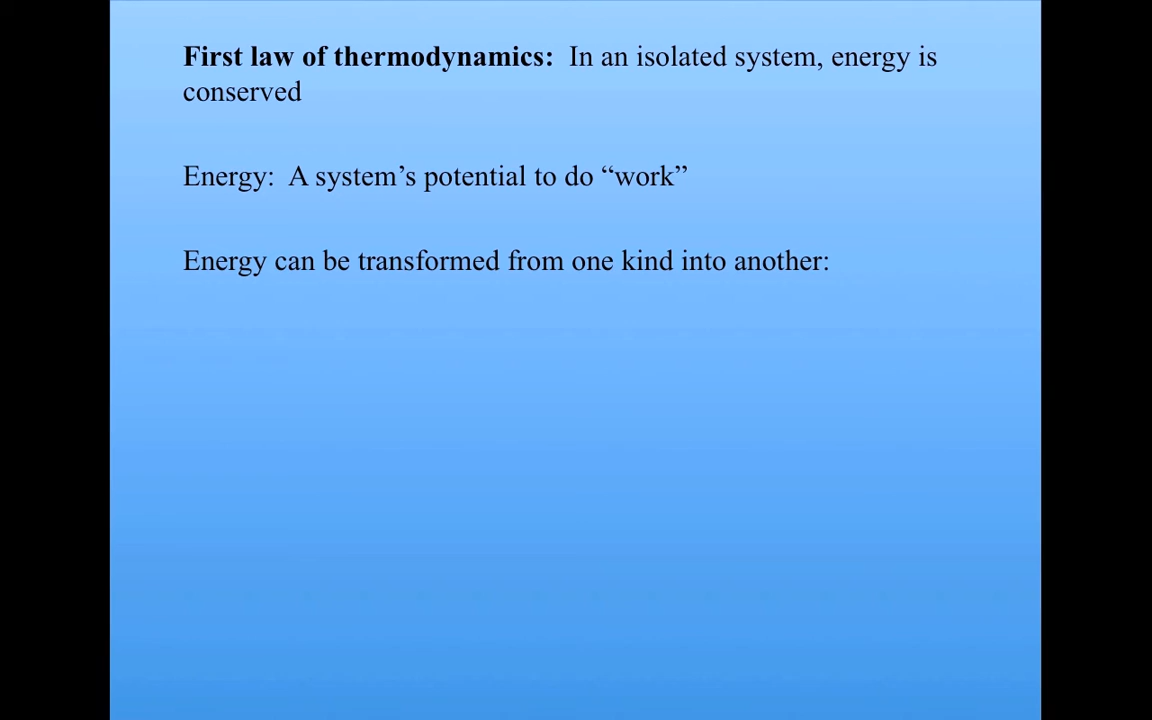 First law of thermodynamics:  In an isolated system, energy is
conserved
Energy:  A system’s potential to do “work”
Energy can be transformed from one kind into another: